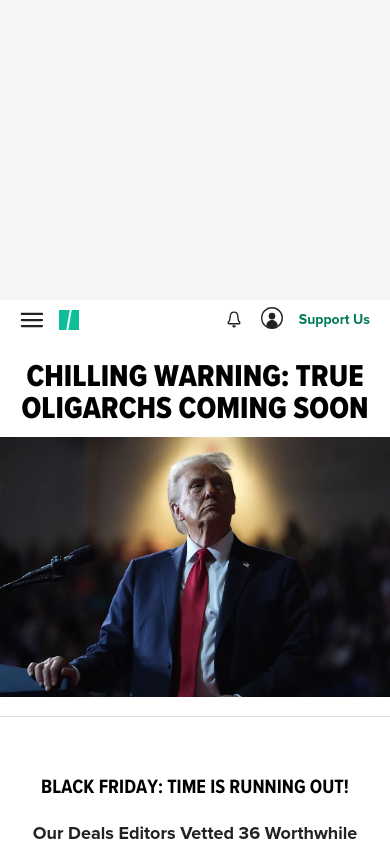 Support Us
CHILLING WARNING: TRUE
OLIGARCHS COMING SOON
BLACK FRIDAY: TIME IS RUNNING OUT!
Our Deals Editors Vetted 36 Worthwhile